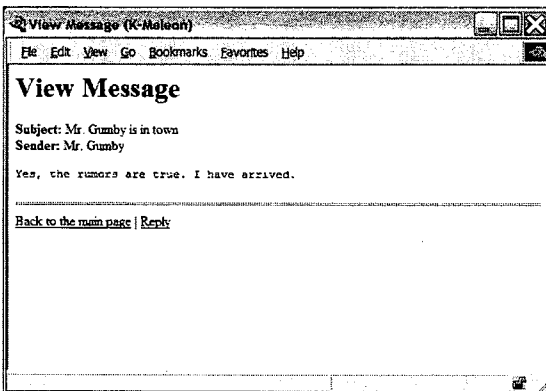 View Message (K-Meleon)
File Edit View Go Bookmarks Favorites Help
View Message
Subject: Mr. Gumby is in town
Sender: Mr. Gumby
Yes, the rumors are true. I have arrived.
Back to the main page | Reply